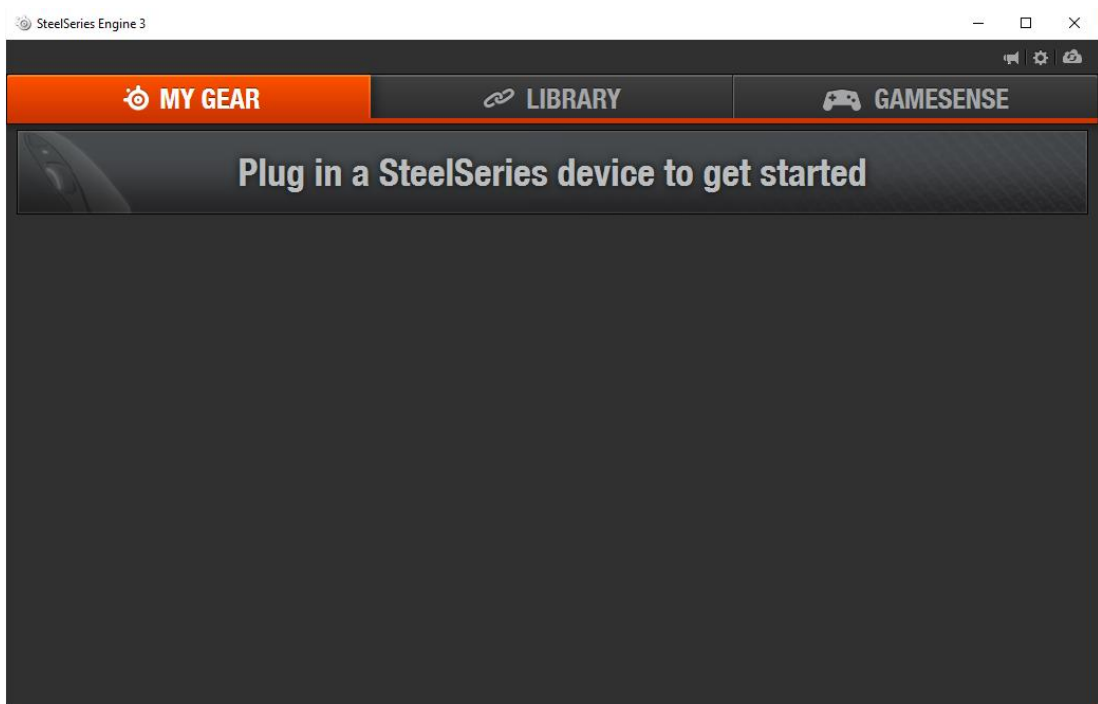 SteelSeries Engine 3
MY GEAR
LIBRARY
GAMESENSE
Plug in a SteelSeries device to get started